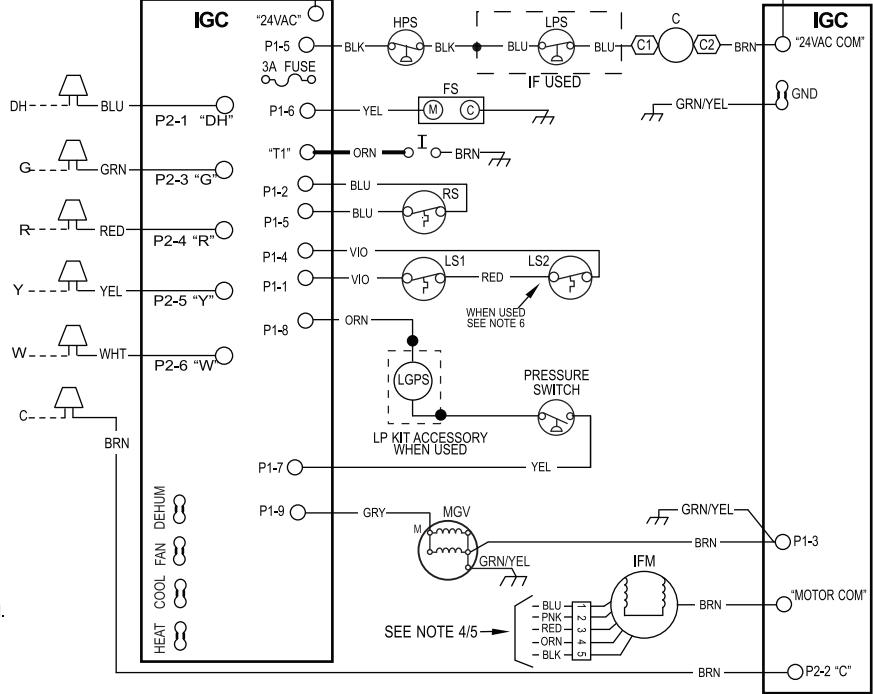 IGC
"24VAC"
P1-5
BLK
HPS
BLK
BLU
LPS
BLU
C1
C
C2
BRN
IGC
"24VAC COM"
IF USED
3A FUSE
GND
GRN/YEL
DH
BLU
P2-1 "DH"
P1-6
YEL
FS
M
C
"T1"
ORN
BRN
G
GRN
P2-3 "G"
P1-2
BLU
RS
P1-5
BLU
R
RED
P2-4 "R"
P1-4
VIO
P1-1
VIO
LS1
RED
LS2
WHEN USED
SEE NOTE 6
Y
YEL
P2-5 "Y"
P1-8
ORN
W
WHT
P2-6 "W"
LGPS
PRESSURE
SWITCH
LP KIT ACCESSORY
WHEN USED
C
BRN
P1-7
YEL
P1-9
GRY
MGV
M
GRN/YEL
GRN/YEL
BRN
P1-3
DEHUM
FAN
COOL
HEAT
IFM
BLU 1
PNK 2
RED 3
ORN 4
BLK 5
SEE NOTE 4/5
BRN
"MOTOR COM"
BRN
P2-2 "C"